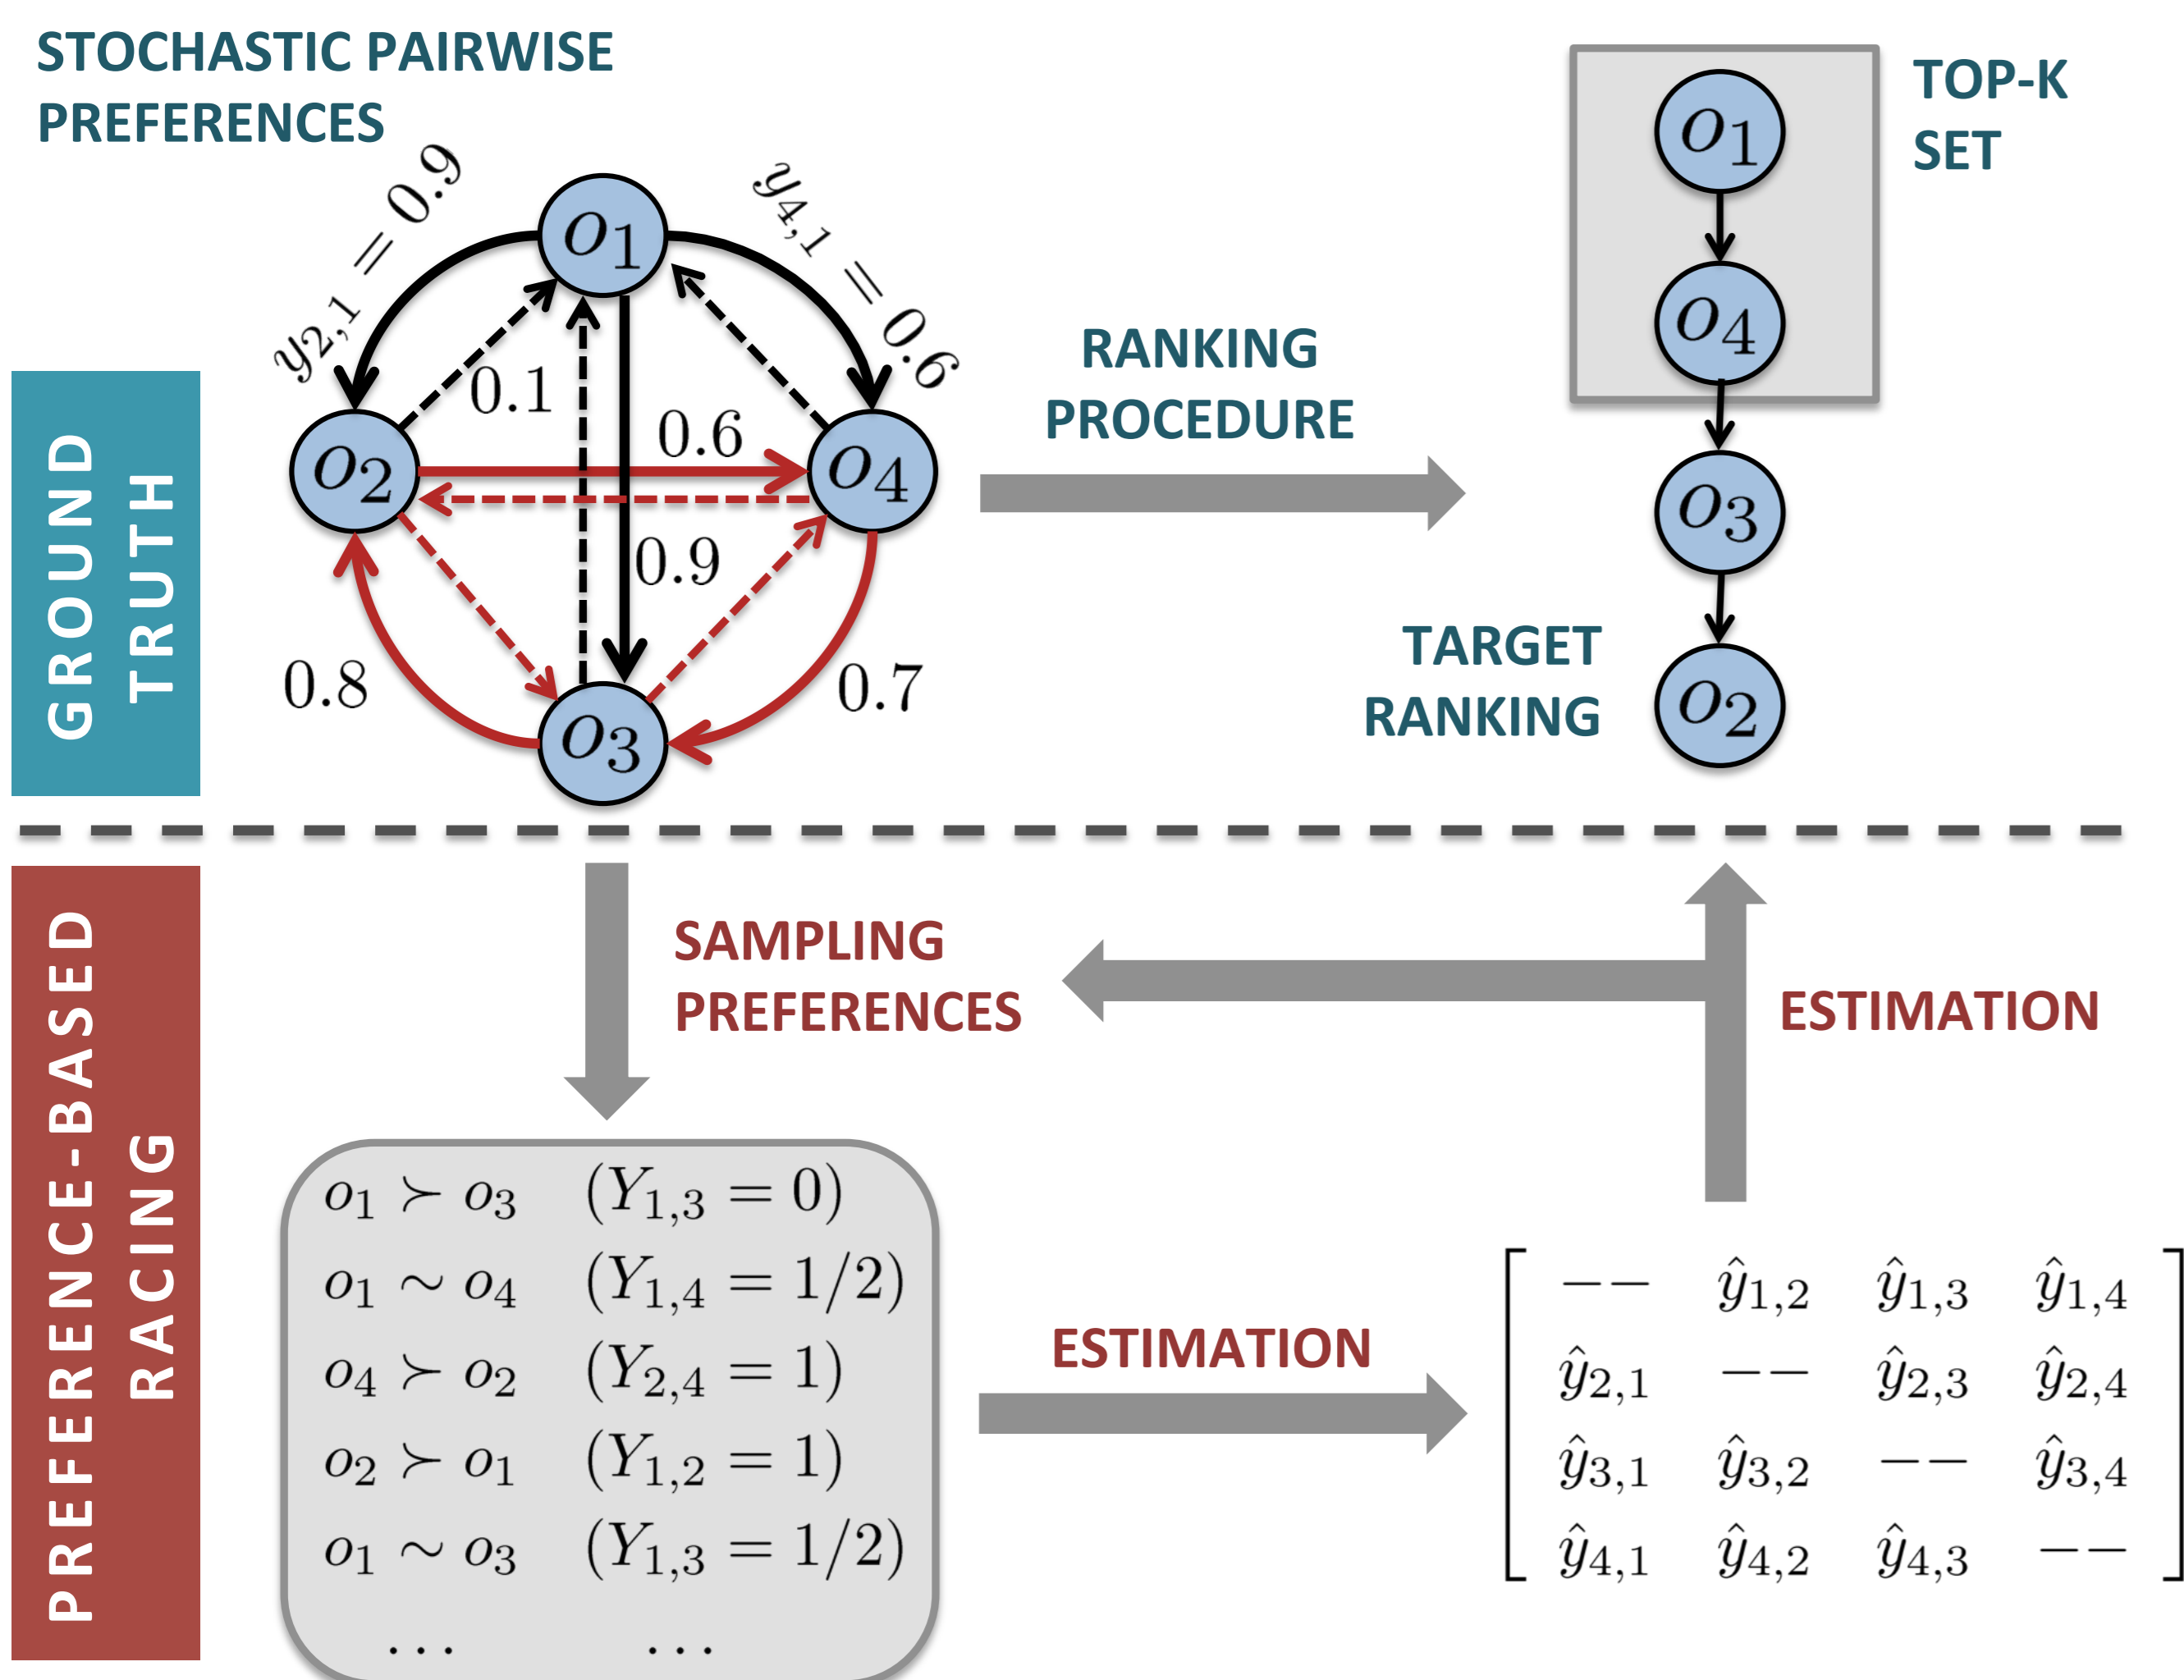 STOCHASTIC PAIRWISE
PREFERENCES
TOP-K
SET
GROUND
TRUTH
y₂,₁ = 0.9
y₄,₁ = 0.6
o₁
o₂
o₃
o₄
0.1
0.6
0.9
0.8
0.7
RANKING
PROCEDURE
o₁
o₄
o₃
o₂
TARGET
RANKING
PREFERENCE-BASED
RACING
SAMPLING
PREFERENCES
ESTIMATION
o₁ ≻ o₃ (Y₁,₃ = 0)
o₁ ∼ o₄ (Y₁,₄ = 1/2)
o₄ ≻ o₂ (Y₂,₄ = 1)
o₂ ≻ o₁ (Y₁,₂ = 1)
o₁ ∼ o₃ (Y₁,₃ = 1/2)
... ...
ESTIMATION
-- ŷ₁,₂ ŷ₁,₃ ŷ₁,₄
ŷ₂,₁ -- ŷ₂,₃ ŷ₂,₄
ŷ₃,₁ ŷ₃,₂ -- ŷ₃,₄
ŷ₄,₁ ŷ₄,₂ ŷ₄,₃ --